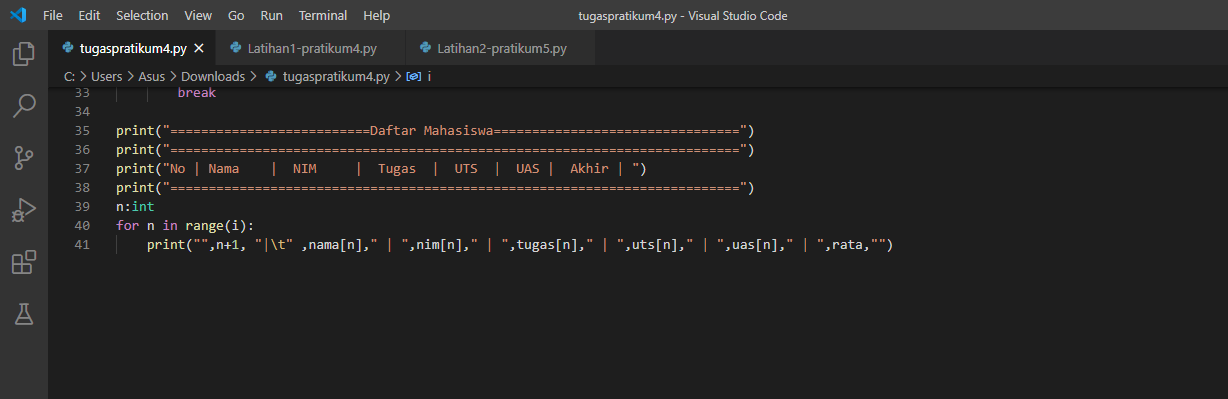 File Edit Selection View Go Run Terminal Help tugaspratikum4.py - Visual Studio Code
tugaspratikum4.py Latihan1-pratikum4.py Latihan2-pratikum5.py
C: > Users > Asus > Downloads > tugaspratikum4.py > i
33 break
34
35 print("==========================Daftar Mahasiswa================================")
36 print("==========================================================================")
37 print("No | Nama    |  NIM     |  Tugas  |  UTS  |  UAS |  Akhir | ")
38 print("==========================================================================")
39 n:int
40 for n in range(i):
41     print("",n+1, "|\t" ,nama[n]," | ",nim[n]," | ",tugas[n]," | ",uts[n]," | ",uas[n]," | ",rata,"")